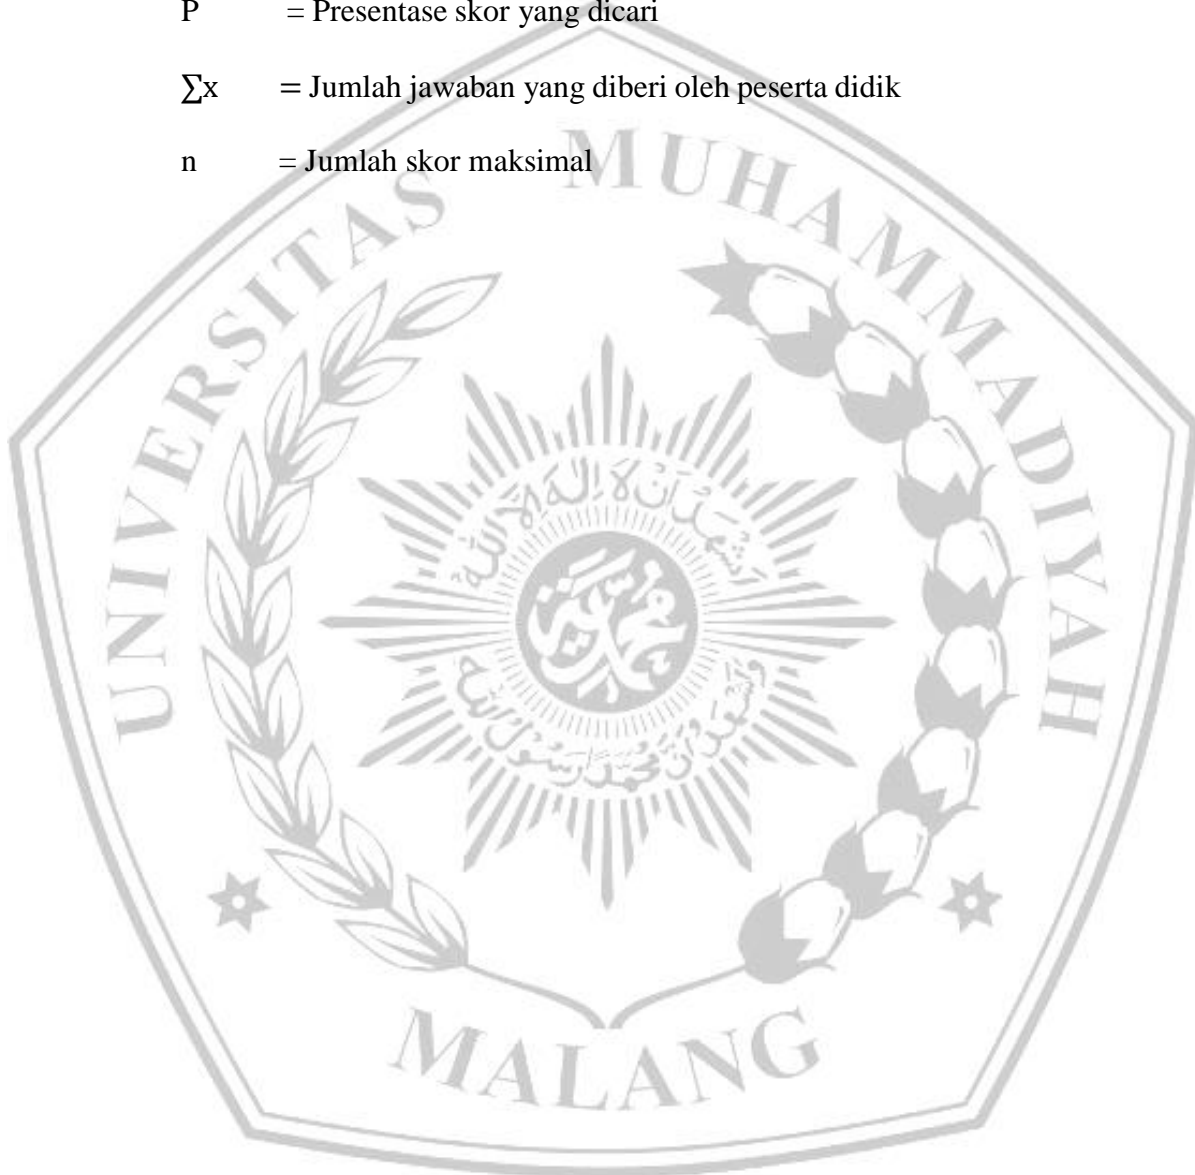 P = Presentase skor yang dicari
∑x = Jumlah jawaban yang diberi oleh peserta didik
n = Jumlah skor maksimal
UNIVERSITAS MUHAMMADIYAH
MALANG